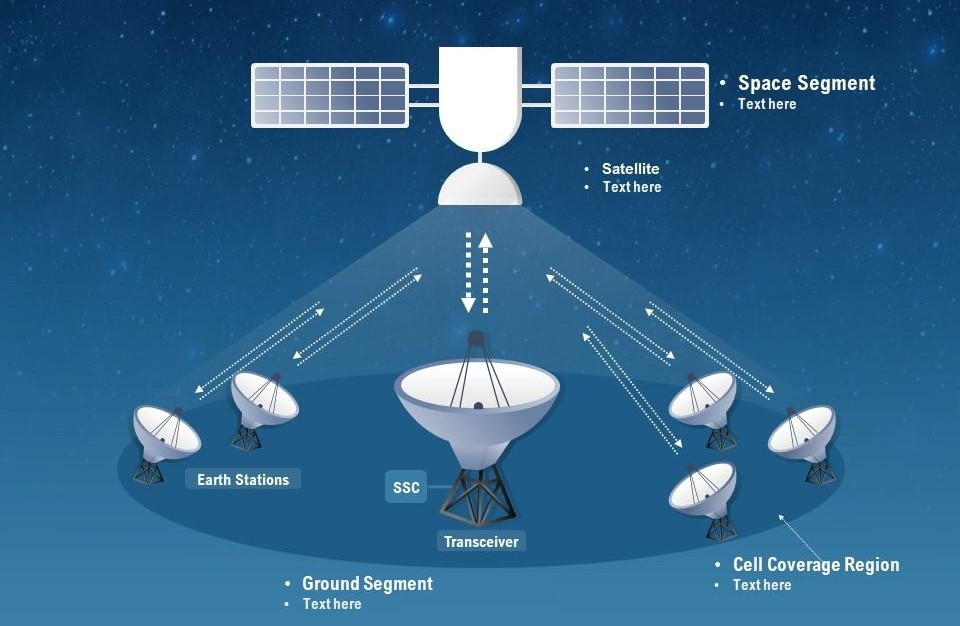 • Space Segment
• Text here
• Satellite
• Text here
Earth Stations
SSC
Transceiver
• Cell Coverage Region
• Text here
• Ground Segment
• Text here